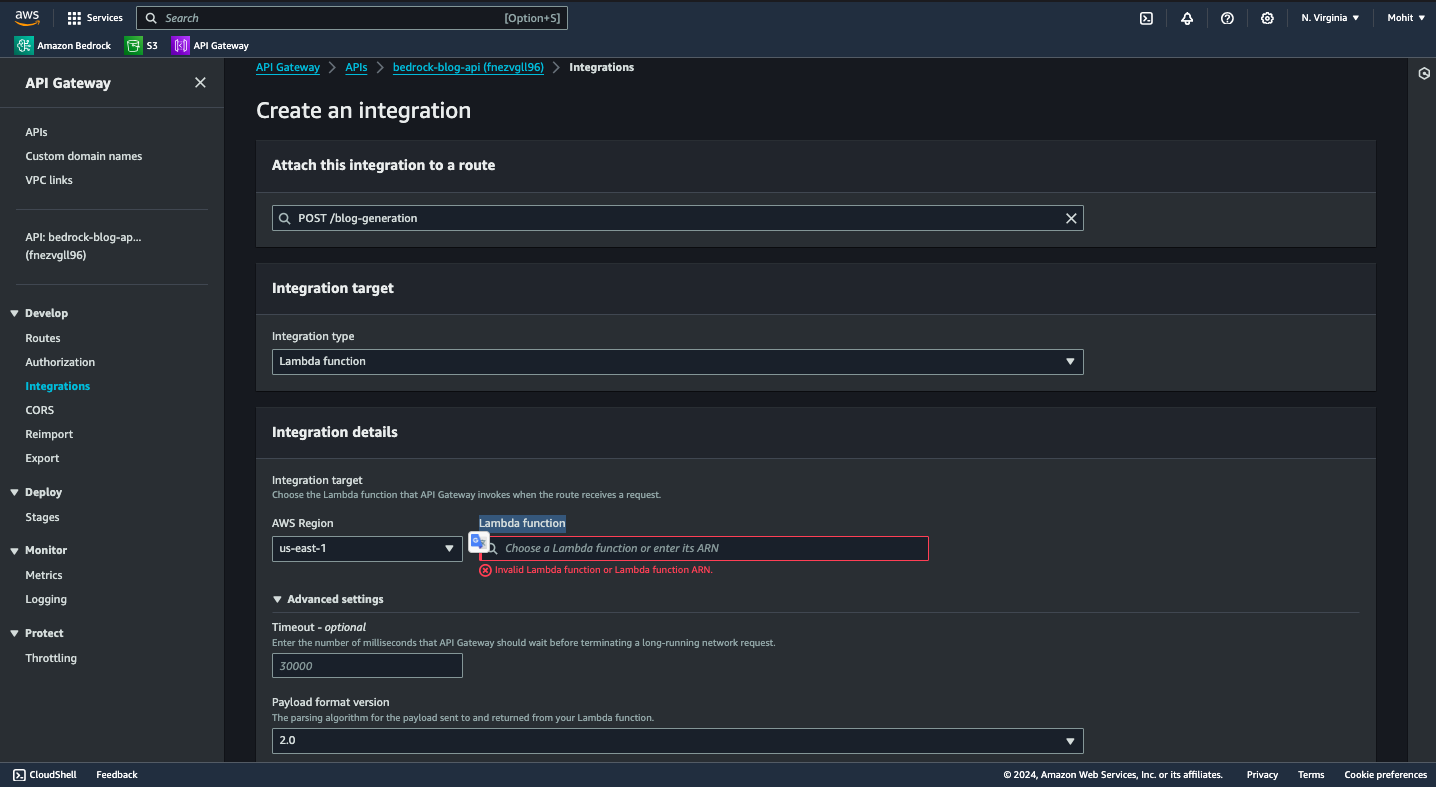 aws Services Search [Option+S] N. Virginia Mohit
Amazon Bedrock S3 API Gateway
API Gateway
APIs
Custom domain names
VPC links
API: bedrock-blog-ap...
(fnezvgll96)
Develop
Routes
Authorization
Integrations
CORS
Reimport
Export
Deploy
Stages
Monitor
Metrics
Logging
Protect
Throttling
API Gateway APIs bedrock-blog-api (fnezvgll96) Integrations
Create an integration
Attach this integration to a route
POST /blog-generation
Integration target
Integration type
Lambda function
Integration details
Integration target
Choose the Lambda function that API Gateway invokes when the route receives a request.
AWS Region Lambda function
us-east-1 Choose a Lambda function or enter its ARN
Invalid Lambda function or Lambda function ARN.
Advanced settings
Timeout - optional
Enter the number of milliseconds that API Gateway should wait before terminating a long-running network request.
30000
Payload format version
The parsing algorithm for the payload sent to and returned from your Lambda function.
2.0
CloudShell Feedback © 2024, Amazon Web Services, Inc. or its affiliates. Privacy Terms Cookie preferences